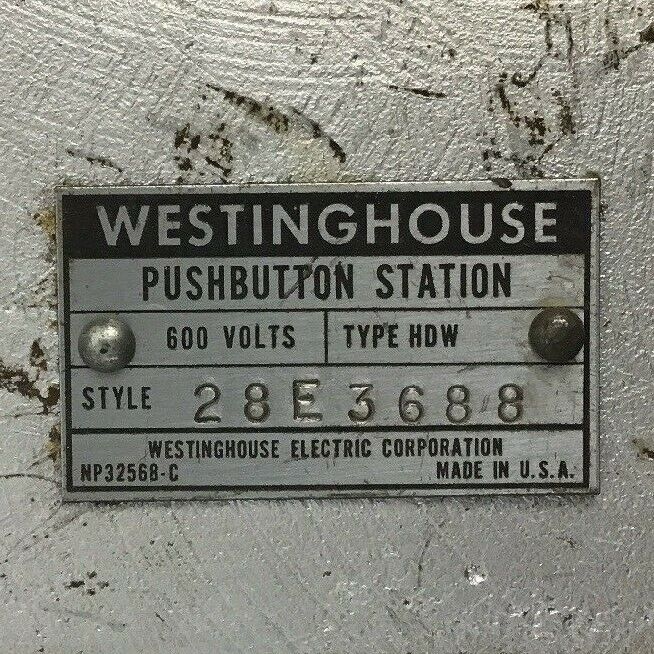 WESTINGHOUSE
PUSHBUTTON STATION
600 VOLTS TYPE HDW
STYLE 28E3688
WESTINGHOUSE ELECTRIC CORPORATION
NP32568-C MADE IN U.S.A.